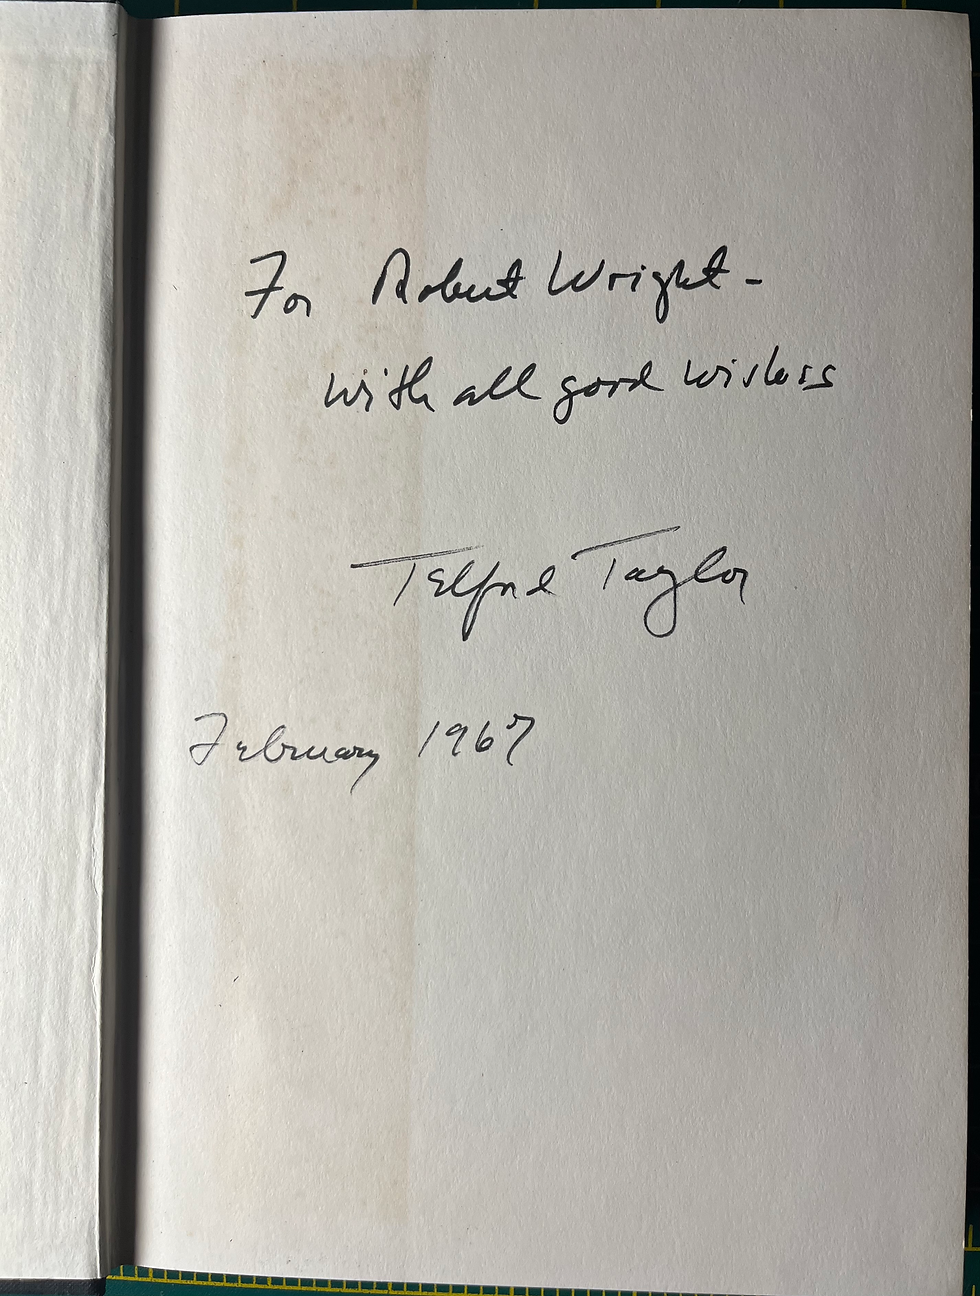 For Robert Wright -
with all good wishes
Telford Taylor
February 1967